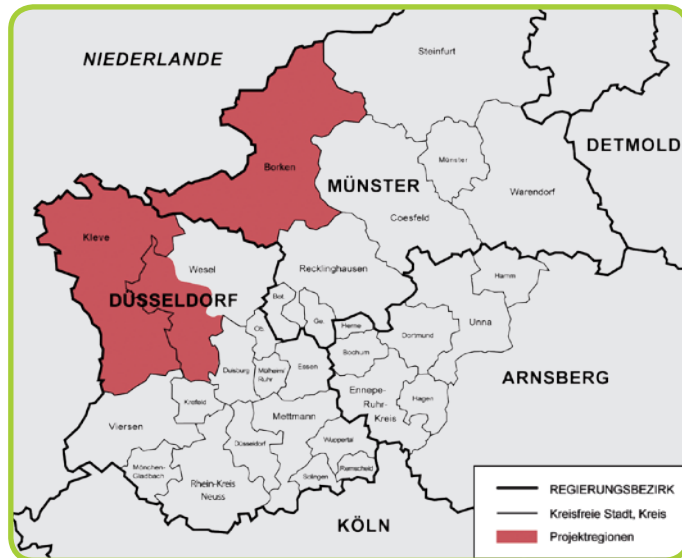 NIEDERLANDE
Steinfurt
DETMOLD
Borken
Münster
MÜNSTER
Warendorf
Coesfeld
Kleve
Wesel
Recklinghausen
Hamm
DÜSSELDORF
Bot.
Ge.
Unna
Ob.
Herne
Dortmund
Bochum
Duisburg
Mülheim/
Ruhr
Essen
ARNSBERG
Ennepe-
Ruhr-
Kreis
Hagen
Krefeld
Mettmann
Viersen
Düsseldorf
Wuppertal
Mönchen-
Gladbach
Solingen
Remscheid
Rhein-Kreis
Neuss
KÖLN
REGIERUNGSBEZIRK
Kreisfreie Stadt, Kreis
Projektregionen